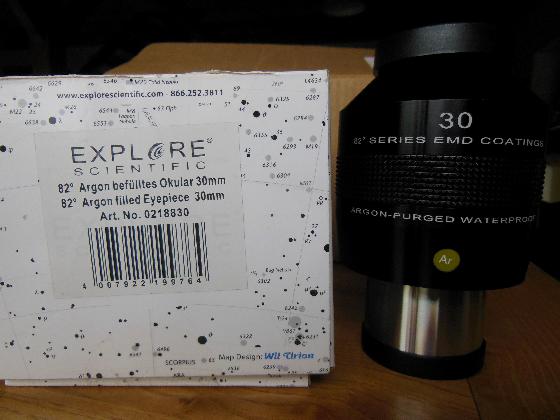 www.explorescientific.com · 866.252.3811
EXPLORE
SCIENTIFIC
82° Argon befülltes Okular 30mm
82° Argon filled Eyepiece 30mm
Art. No. 0218830
4 007922 199764
SCORPIUS
Map Design: Wil Tirion
30
82° SERIES EMD COATINGS
ARGON-PURGED WATERPROOF
Ar